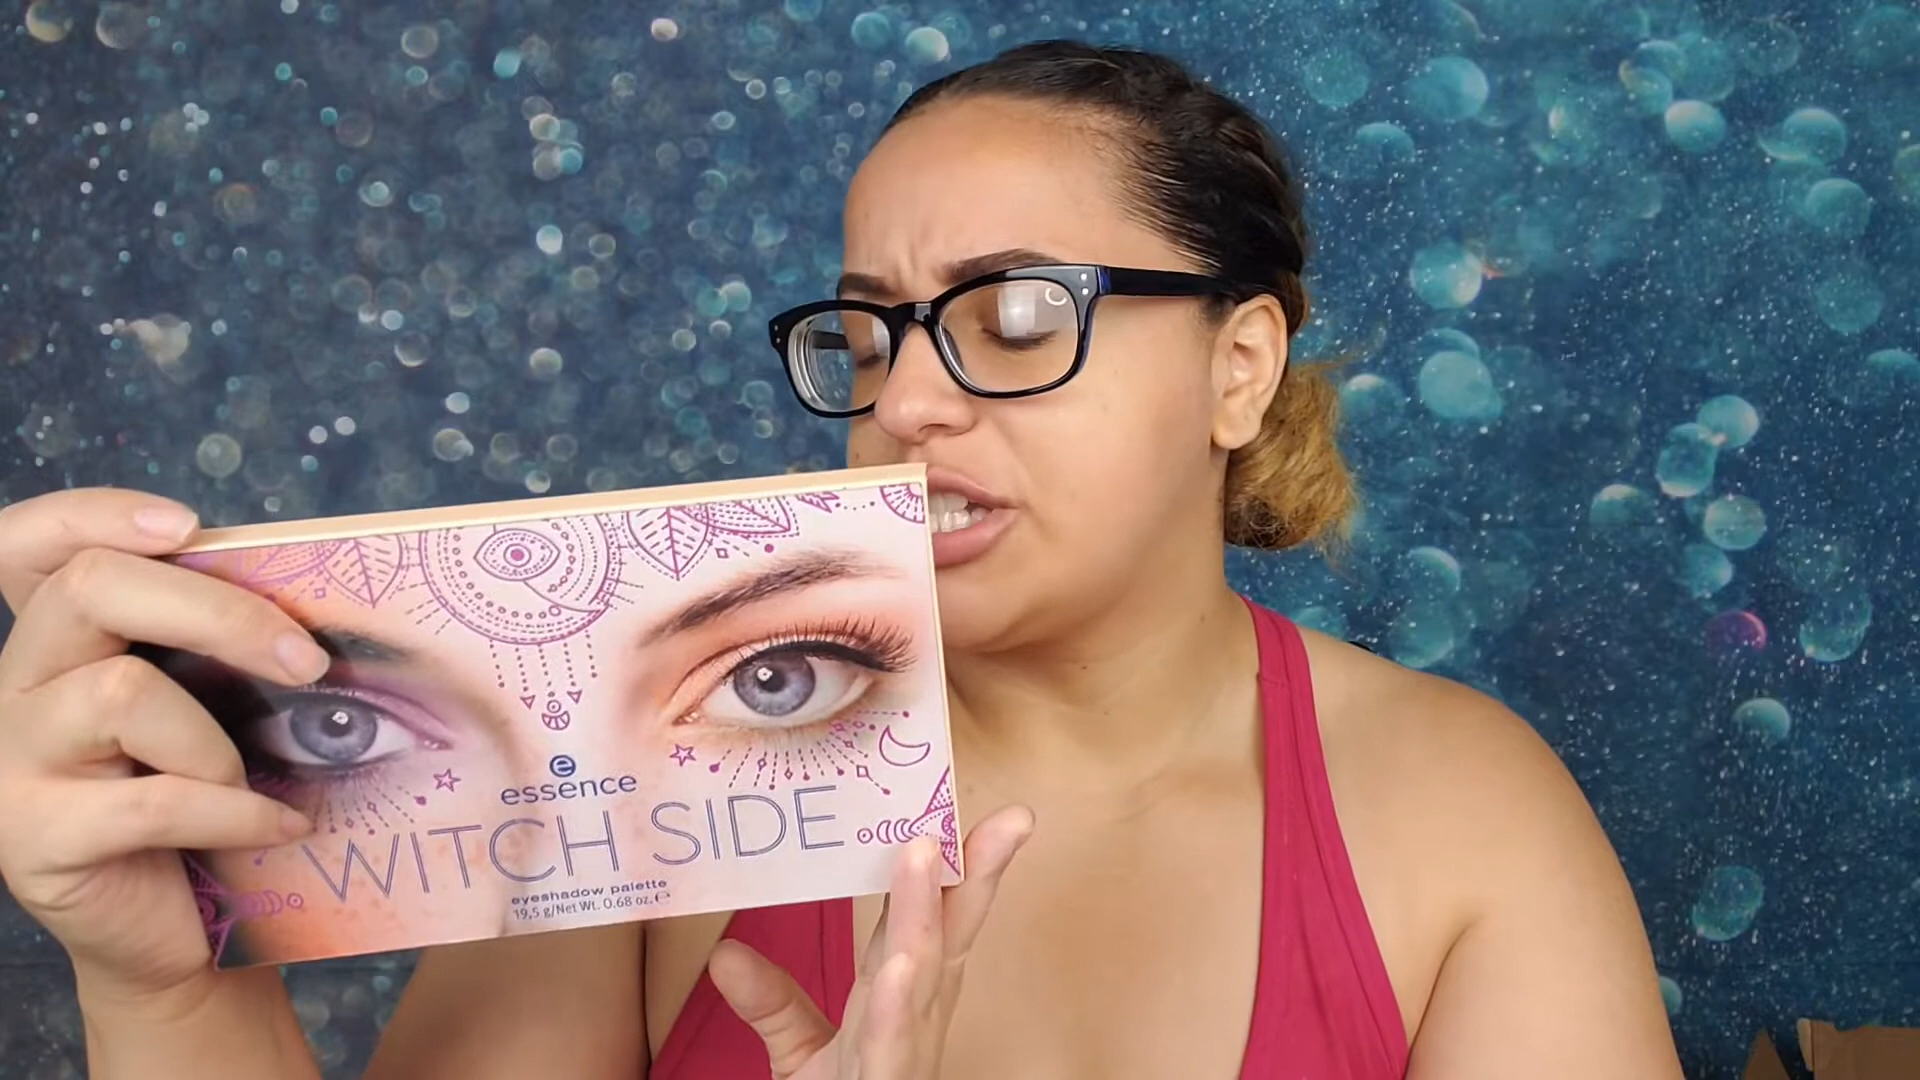 e
essence
WITCH SIDE
eyeshadow palette
19,5 g/Net Wt. 0.68 oz. ℮